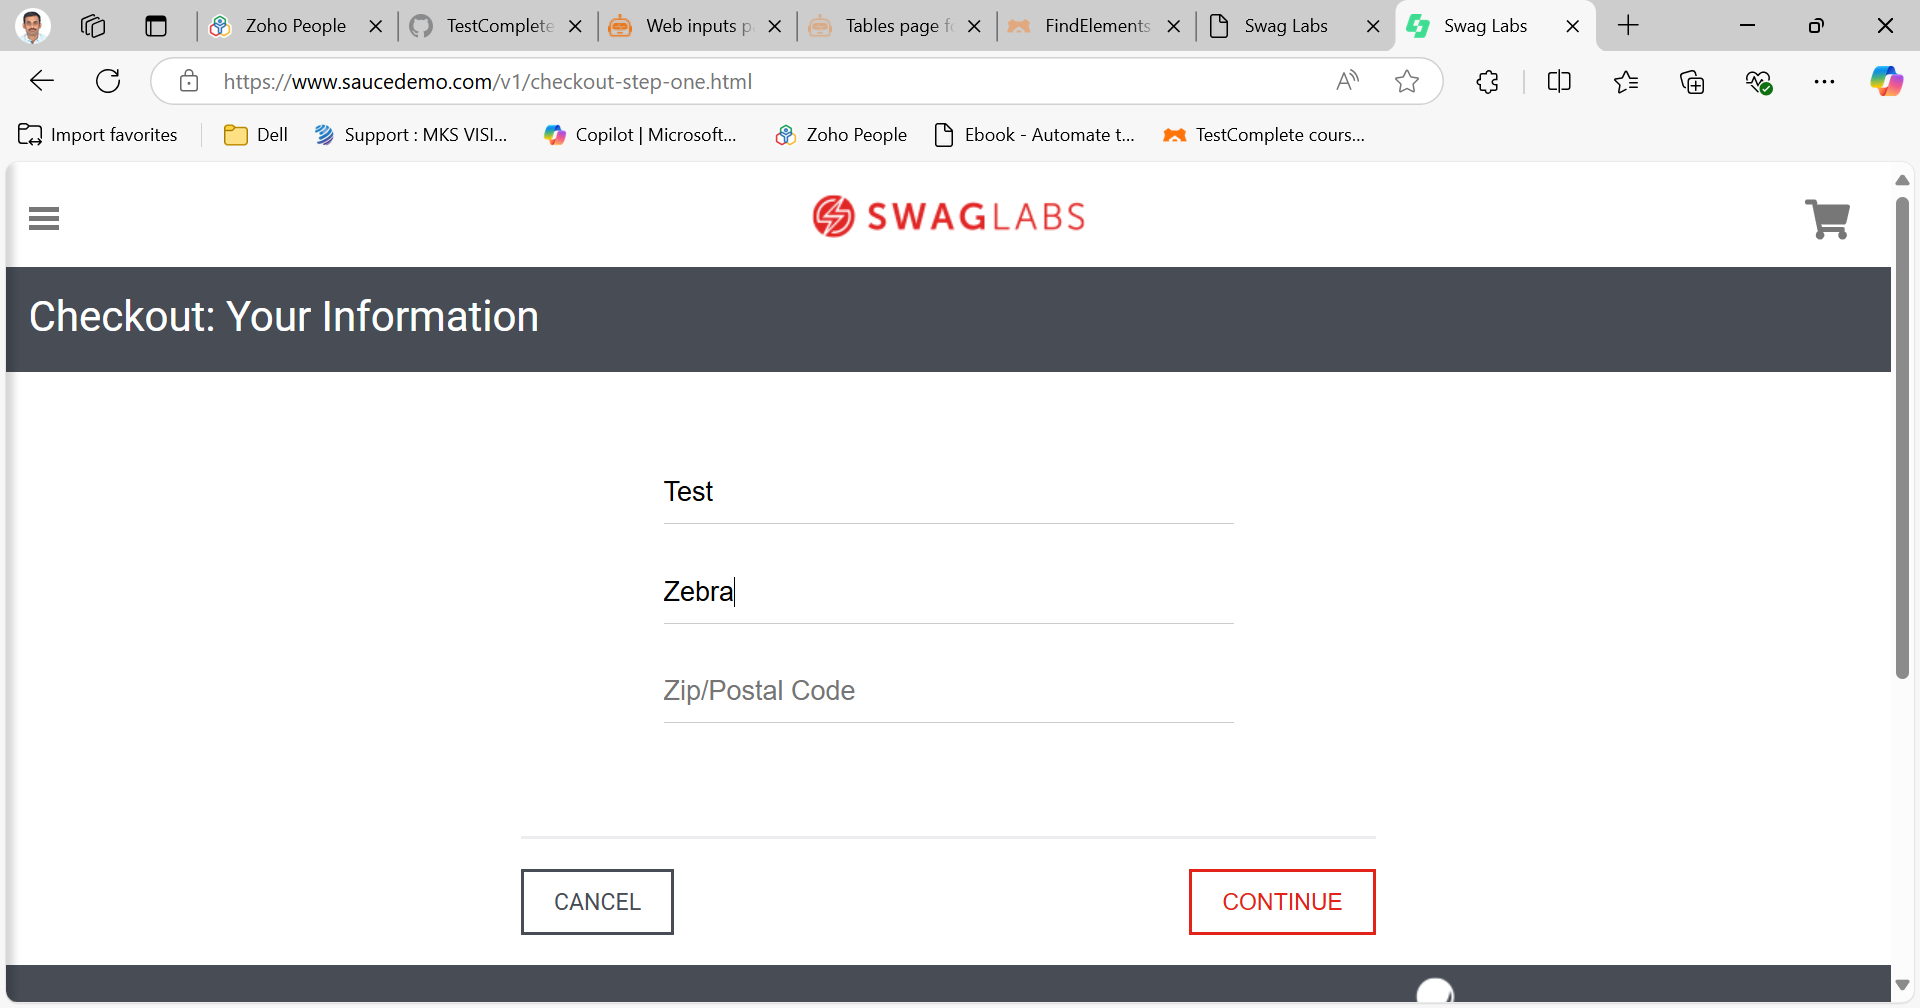 Zoho People
TestComplete
Web inputs p
Tables page fo
FindElements
Swag Labs
Swag Labs
https://www.saucedemo.com/v1/checkout-step-one.html
Import favorites
Dell
Support : MKS VISI...
Copilot | Microsoft...
Zoho People
Ebook - Automate t...
TestComplete cours...
SWAGLABS
Checkout: Your Information
Test
Zebra
Zip/Postal Code
CANCEL
CONTINUE